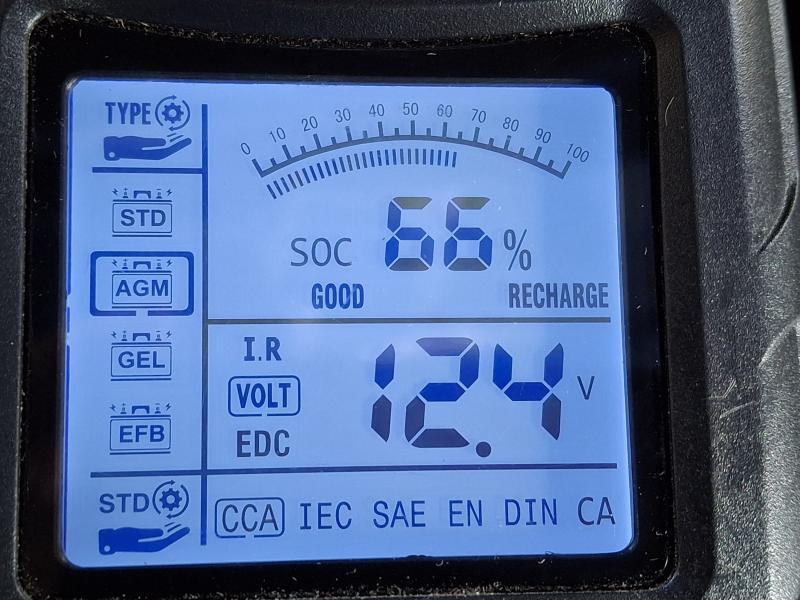 TYPE
0 10 20 30 40 50 60 70 80 90 100
STD
AGM
GEL
EFB
SOC 66%
GOOD RECHARGE
I.R
VOLT
EDC
12.4 V
STD
CCA IEC SAE EN DIN CA